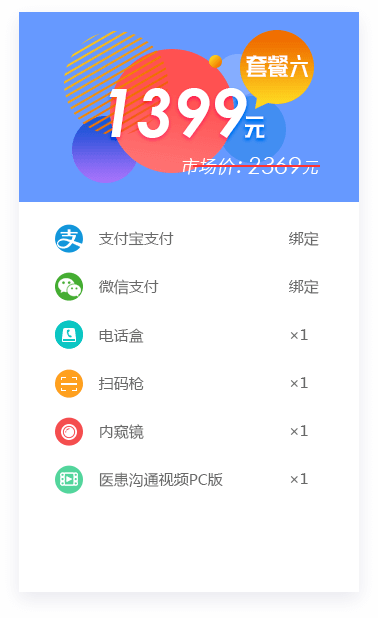 套餐六
1399元
市场价：2369元
支付宝支付 绑定
微信支付 绑定
电话盒 ×1
扫码枪 ×1
内窥镜 ×1
医患沟通视频PC版 ×1